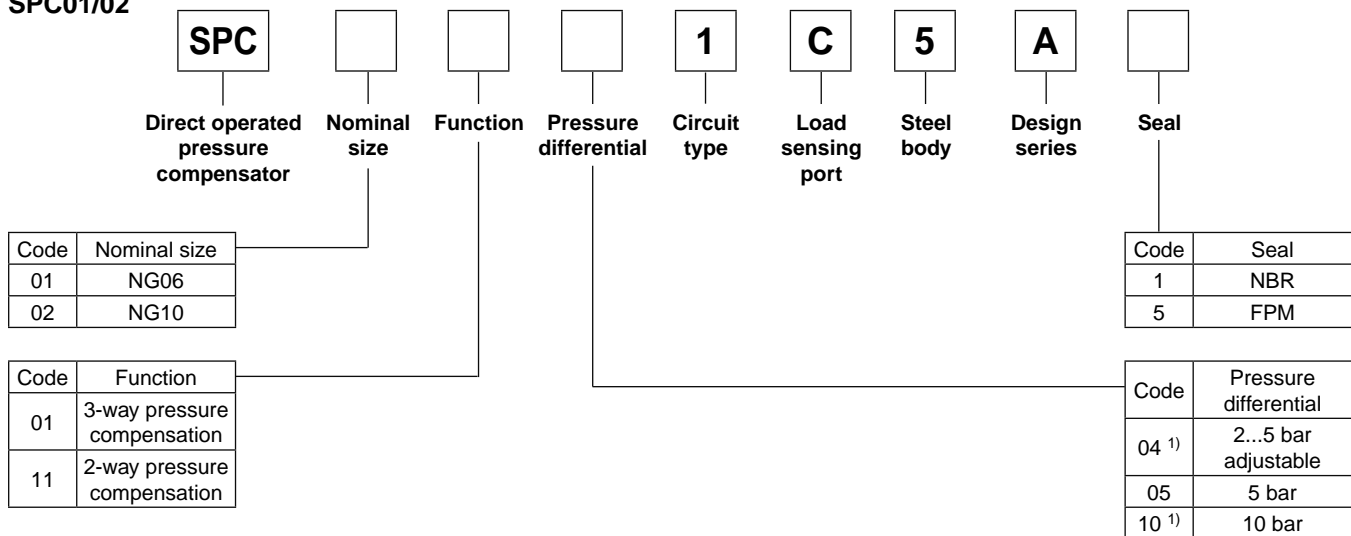 SPC01/02
SPC 1 C 5 A
Direct operated pressure compensator
Nominal size
Function
Pressure differential
Circuit type
Load sensing port
Steel body
Design series
Seal
Code Nominal size
01 NG06
02 NG10
Code Function
01 3-way pressure compensation
11 2-way pressure compensation
Code Seal
1 NBR
5 FPM
Code Pressure differential
04 1) 2...5 bar adjustable
05 5 bar
10 1) 10 bar